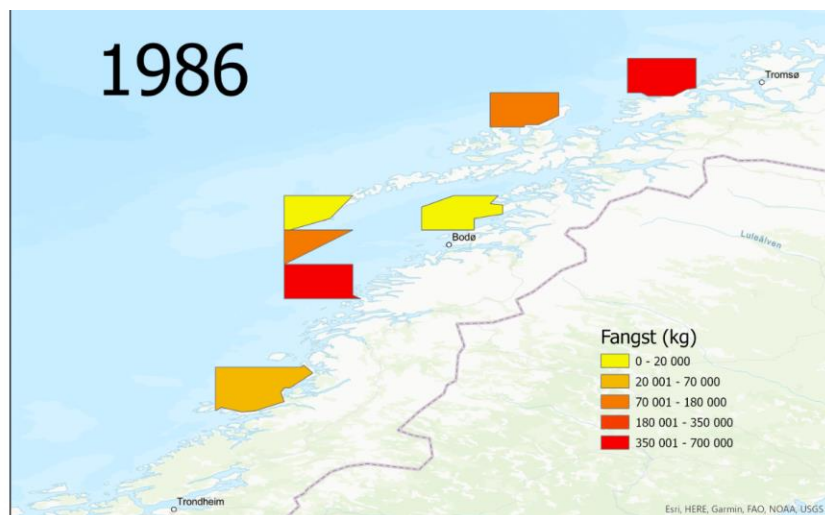 1986
Tromsø
Bodø
Luleälven
Fangst (kg)
0 - 20 000
20 001 - 70 000
70 001 - 180 000
180 001 - 350 000
350 001 - 700 000
Trondheim
Esri, HERE, Garmin, FAO, NOAA, USGS